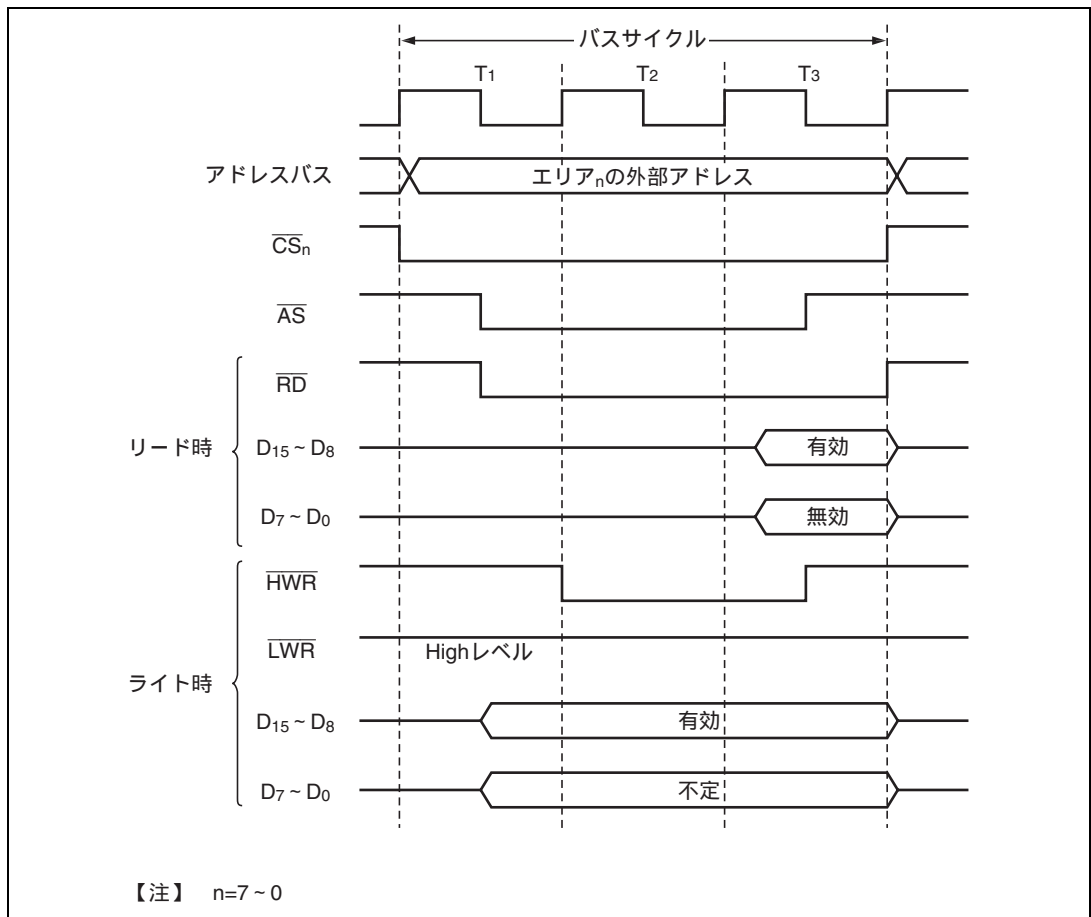 バスサイクル
T1 T2 T3
アドレスバス エリアnの外部アドレス
CSn
AS
RD
リード時 D15~D8 有効
D7~D0 無効
HWR
LWR Highレベル
ライト時
D15~D8 有効
D7~D0 不定
【注】 n=7~0